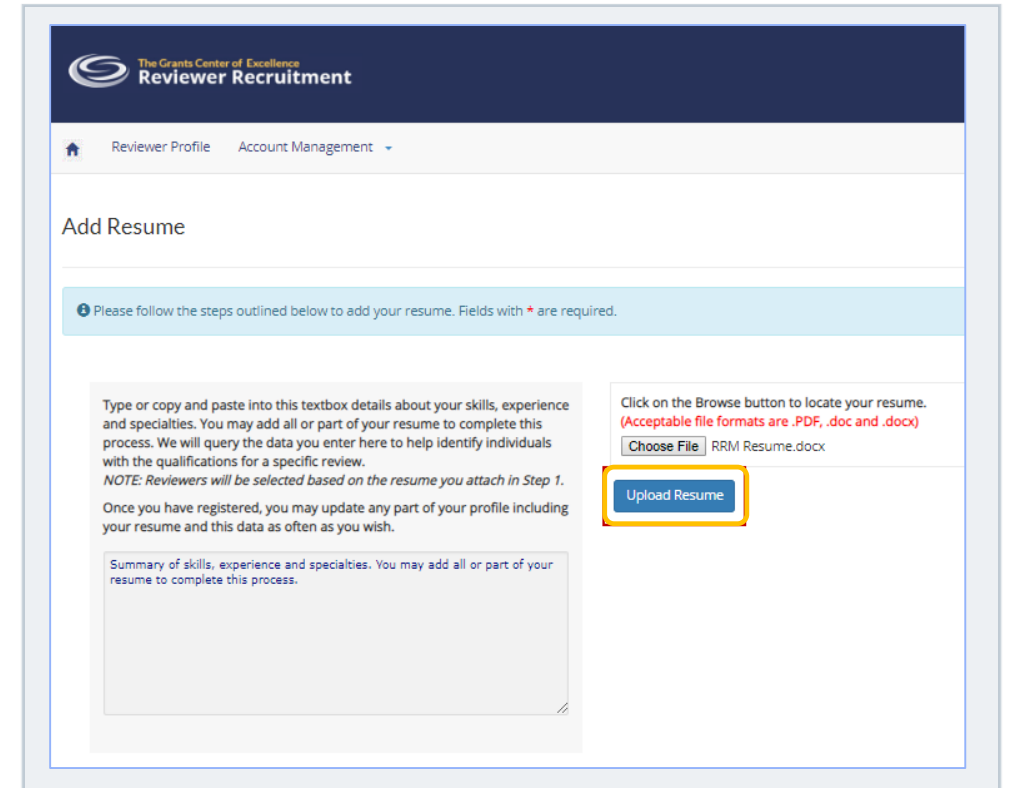 The Grants Center of Excellence
Reviewer Recruitment
Reviewer Profile Account Management
Add Resume
Please follow the steps outlined below to add your resume. Fields with * are required.
Type or copy and paste into this textbox details about your skills, experience
and specialties. You may add all or part of your resume to complete this
process. We will query the data you enter here to help identify individuals
with the qualifications for a specific review.
NOTE: Reviewers will be selected based on the resume you attach in Step 1.
Once you have registered, you may update any part of your profile including
your resume and this data as often as you wish.
Summary of skills, experience and specialties. You may add all or part of your
resume to complete this process.
Click on the Browse button to locate your resume.
(Acceptable file formats are .PDF, .doc and .docx)
Choose File RRM Resume.docx
Upload Resume